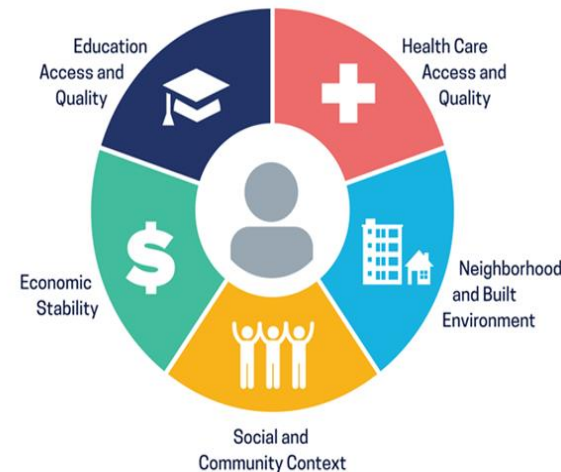 Education
Access and
Quality
Health Care
Access and
Quality
$
Economic
Stability
Neighborhood
and Built
Environment
Social and
Community Context